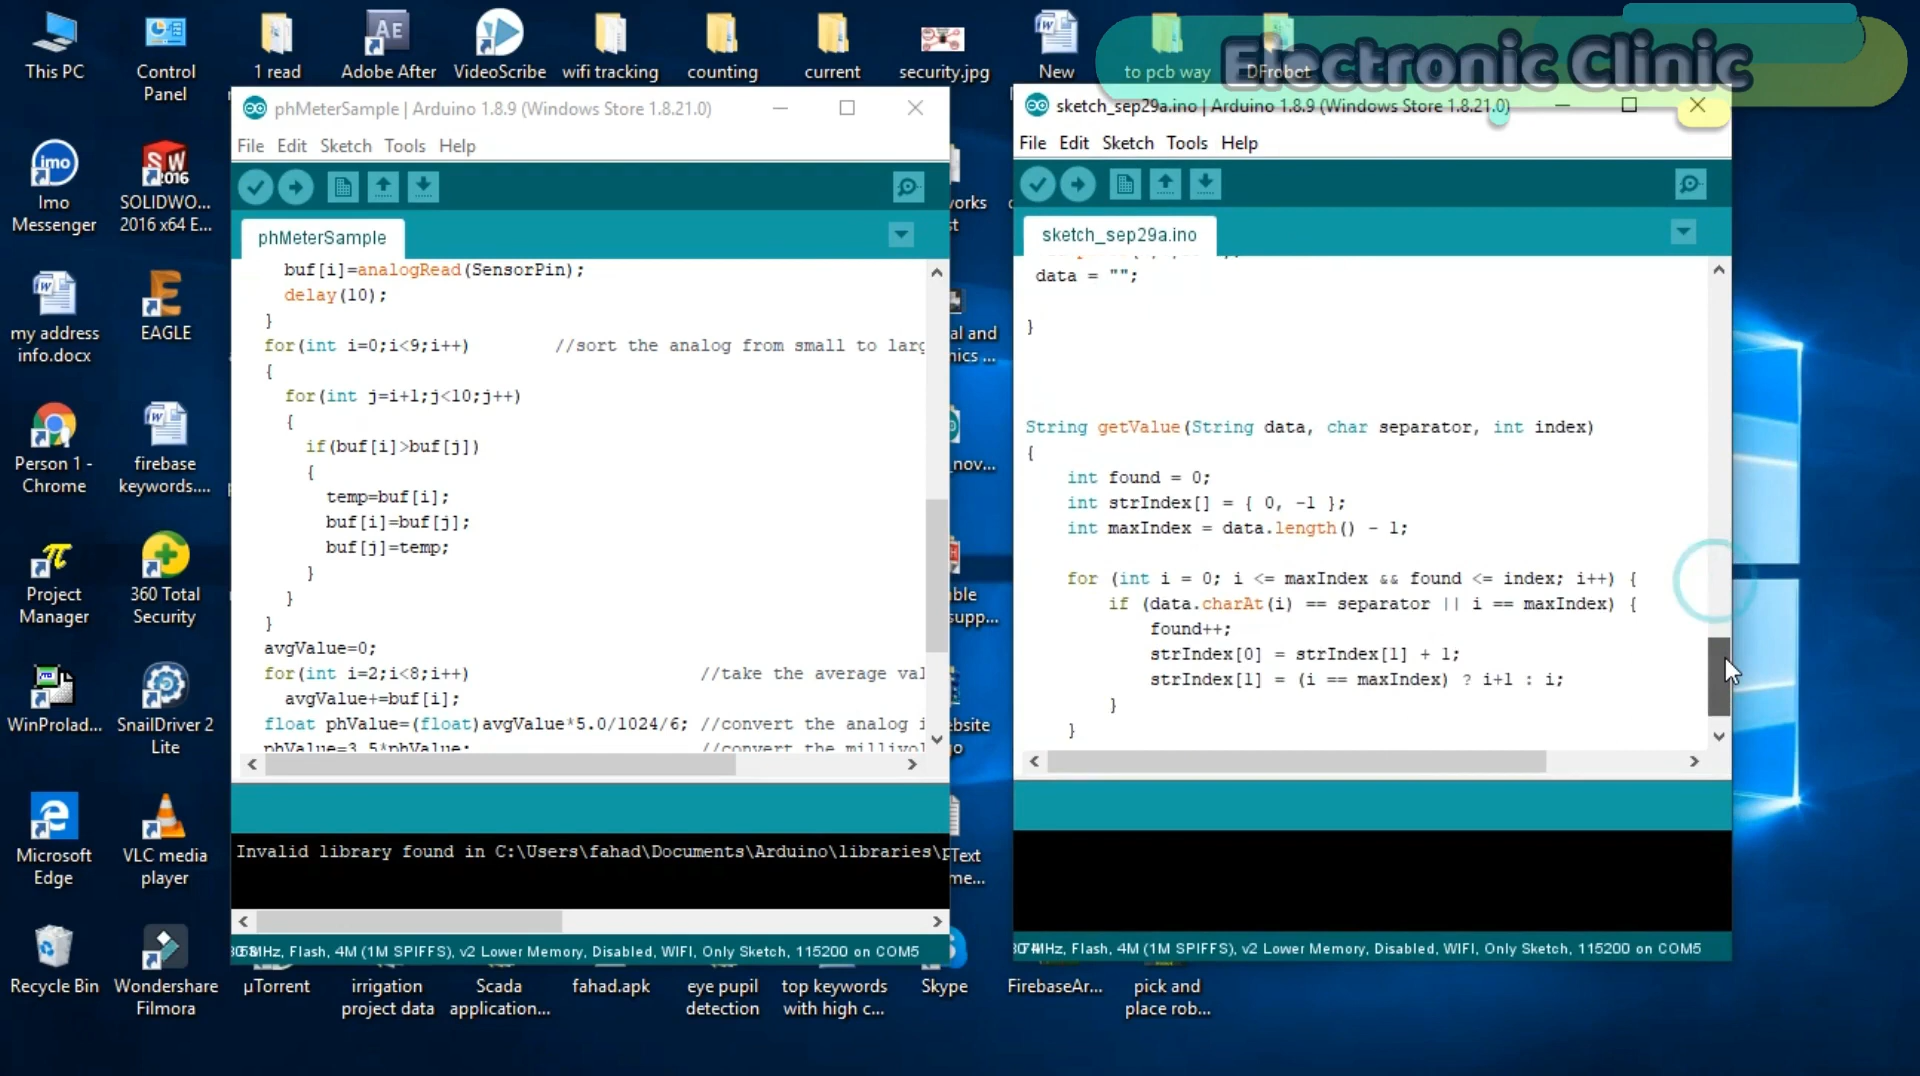 This PC
Control
Panel
1 read
Adobe After
VideoScribe
wifi tracking
counting
current
security.jpg
New
to pcb way
DFrobot
Electronic Clinic
Imo
Messenger
SOLIDWO...
2016 x64 E...
my address
info.docx
EAGLE
Person 1 -
Chrome
firebase
keywords....
Project
Manager
360 Total
Security
WinProlad...
SnailDriver 2
Lite
Microsoft
Edge
VLC media
player
Recycle Bin
Wondershare
Filmora
phMeterSample | Arduino 1.8.9 (Windows Store 1.8.21.0)
File Edit Sketch Tools Help
phMeterSample
buf[i]=analogRead(SensorPin);
delay(10);
}
for(int i=0;i<9;i++) //sort the analog from small to larg
{
for(int j=i+1;j<10;j++)
{
if(buf[i]>buf[j])
{
temp=buf[i];
buf[i]=buf[j];
buf[j]=temp;
}
}
}
avgValue=0;
for(int i=2;i<8;i++) //take the average val
avgValue+=buf[i];
float phValue=(float)avgValue*5.0/1024/6; //convert the analog i
phValue=3.5*phValue; //convert the millivol
Invalid library found in C:\Users\fahad\Documents\Arduino\libraries\p
MHz, Flash, 4M (1M SPIFFS), v2 Lower Memory, Disabled, WIFI, Only Sketch, 115200 on COM5
sketch_sep29a.ino | Arduino 1.8.9 (Windows Store 1.8.21.0)
File Edit Sketch Tools Help
sketch_sep29a.ino
data = "";
}
String getValue(String data, char separator, int index)
{
int found = 0;
int strIndex[] = { 0, -1 };
int maxIndex = data.length() - 1;
for (int i = 0; i <= maxIndex && found <= index; i++) {
if (data.charAt(i) == separator || i == maxIndex) {
found++;
strIndex[0] = strIndex[1] + 1;
strIndex[1] = (i == maxIndex) ? i+1 : i;
}
}
MHz, Flash, 4M (1M SPIFFS), v2 Lower Memory, Disabled, WIFI, Only Sketch, 115200 on COM5
µTorrent
irrigation
project data
Scada
application...
fahad.apk
eye pupil
detection
top keywords
with high c...
Skype
FirebaseAr...
pick and
place rob...